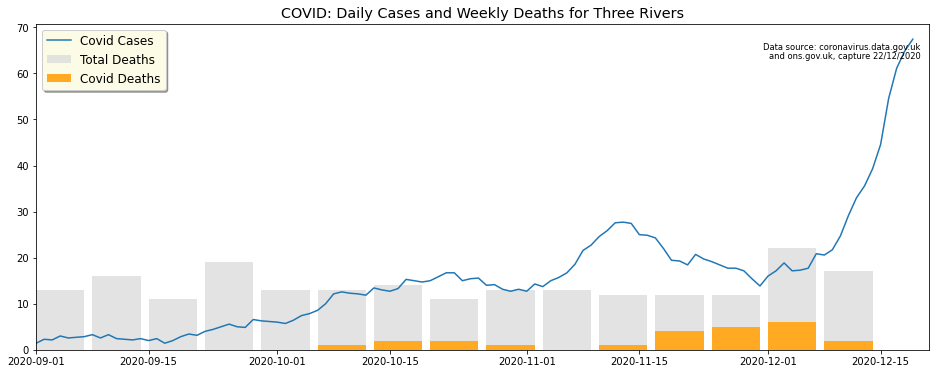 COVID: Daily Cases and Weekly Deaths for Three Rivers
70
60
50
40
30
20
10
0
Covid Cases
Total Deaths
Covid Deaths
Data source: coronavirus.data.gov.uk
and ons.gov.uk, capture 22/12/2020
2020-09-01
2020-09-15
2020-10-01
2020-10-15
2020-11-01
2020-11-15
2020-12-01
2020-12-15